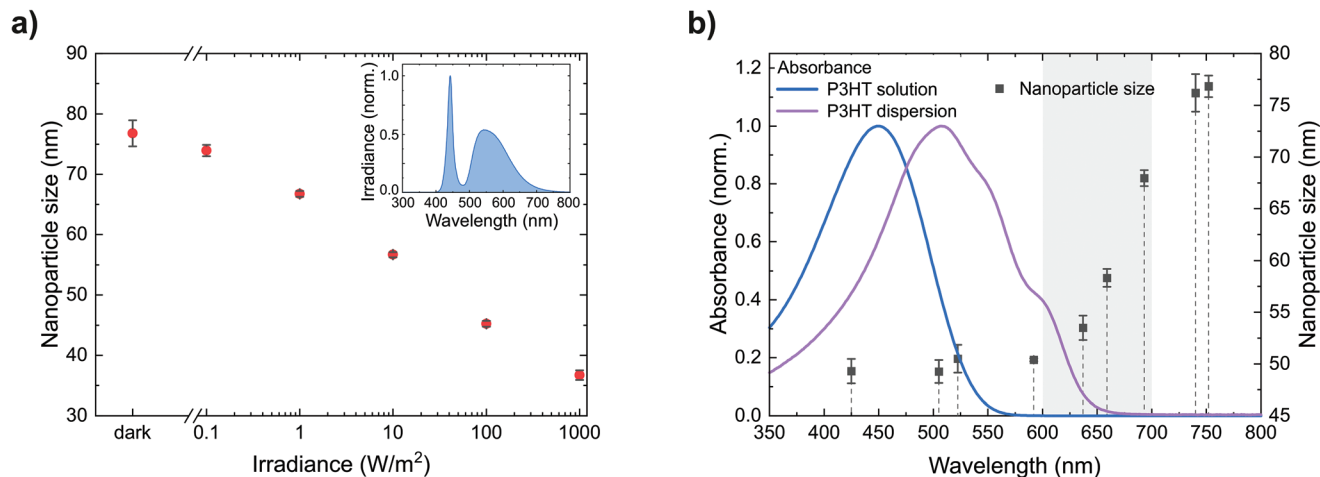 a)
Nanoparticle size (nm)
90
80
70
60
50
40
30
dark
0.1
1
10
100
1000
Irradiance (W/m²)
Irradiance (norm.)
1.0
0.5
0.0
300 400 500 600 700 800
Wavelength (nm)
b)
Absorbance (norm.)
1.2
1.0
0.8
0.6
0.4
0.2
0.0
Absorbance
P3HT solution
P3HT dispersion
Nanoparticle size
350 400 450 500 550 600 650 700 750 800
Wavelength (nm)
80
75
70
65
60
55
50
45
Nanoparticle size (nm)